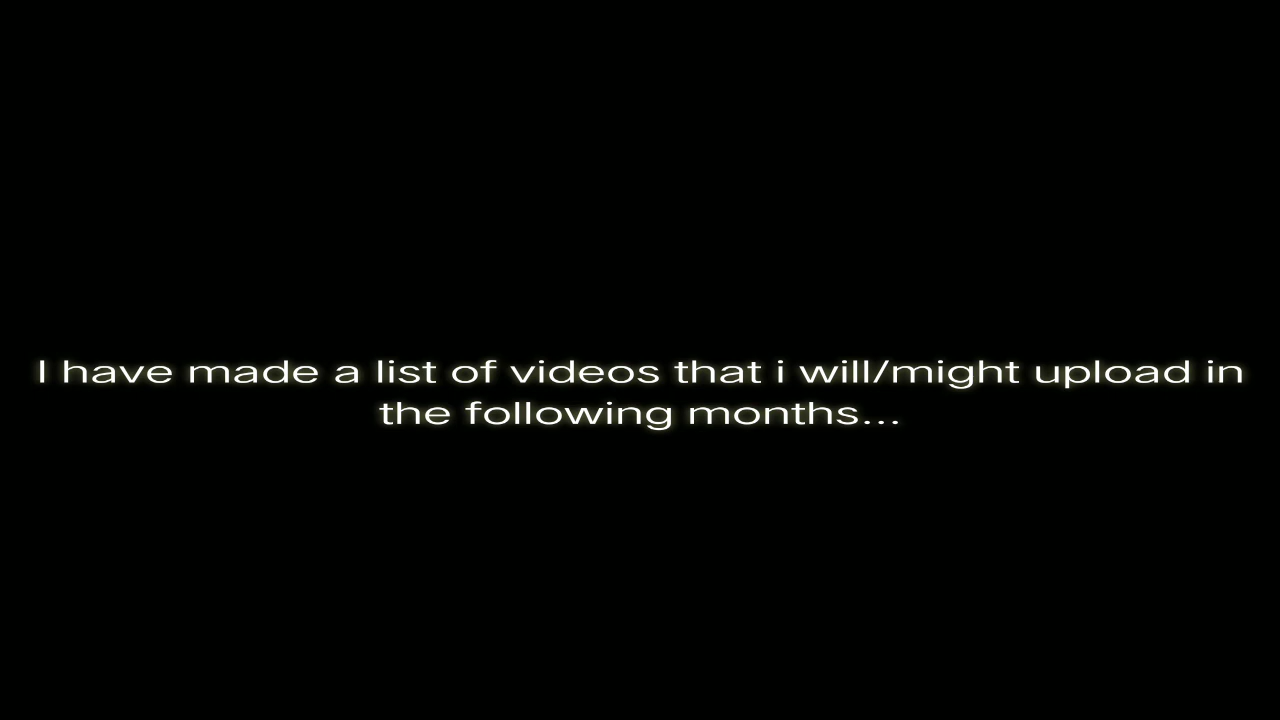 I have made a list of videos that i will/might upload in
the following months...